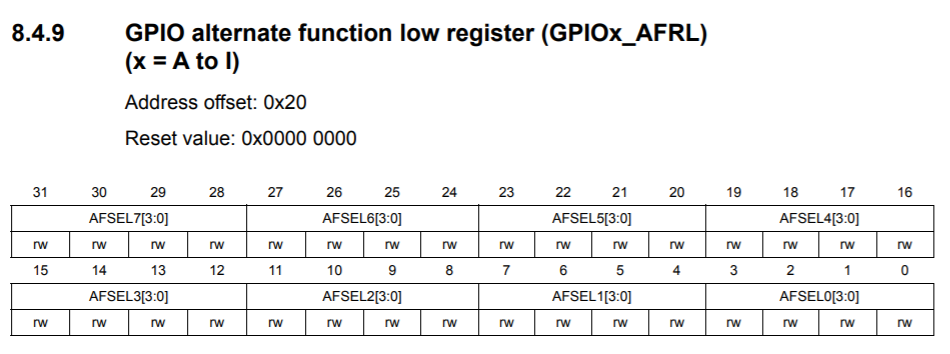 8.4.9 GPIO alternate function low register (GPIOx_AFRL)
(x = A to I)
Address offset: 0x20
Reset value: 0x0000 0000
31 30 29 28 27 26 25 24 23 22 21 20 19 18 17 16
AFSEL7[3:0] AFSEL6[3:0] AFSEL5[3:0] AFSEL4[3:0]
rw rw rw rw rw rw rw rw rw rw rw rw rw rw rw rw
15 14 13 12 11 10 9 8 7 6 5 4 3 2 1 0
AFSEL3[3:0] AFSEL2[3:0] AFSEL1[3:0] AFSEL0[3:0]
rw rw rw rw rw rw rw rw rw rw rw rw rw rw rw rw